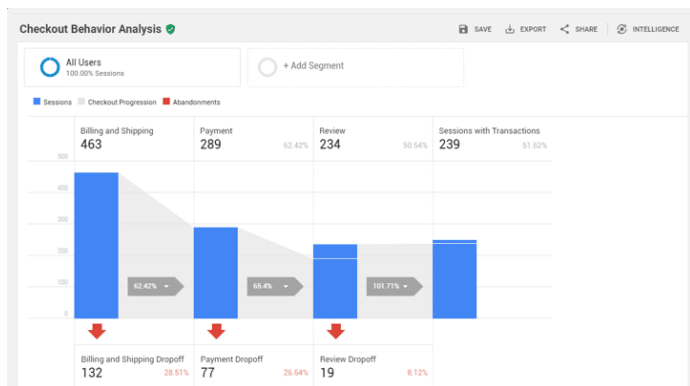 Checkout Behavior Analysis
SAVE EXPORT SHARE INTELLIGENCE
All Users
100.00% Sessions
+ Add Segment
Sessions Checkout Progression Abandonments
Billing and Shipping Payment Review Sessions with Transactions
463 289 62.42% 234 50.54% 239 51.62%
500
400
300
200
100
0
62.42% 65.4% 101.71%
Billing and Shipping Dropoff Payment Dropoff Review Dropoff
132 28.51% 77 26.64% 19 8.12%